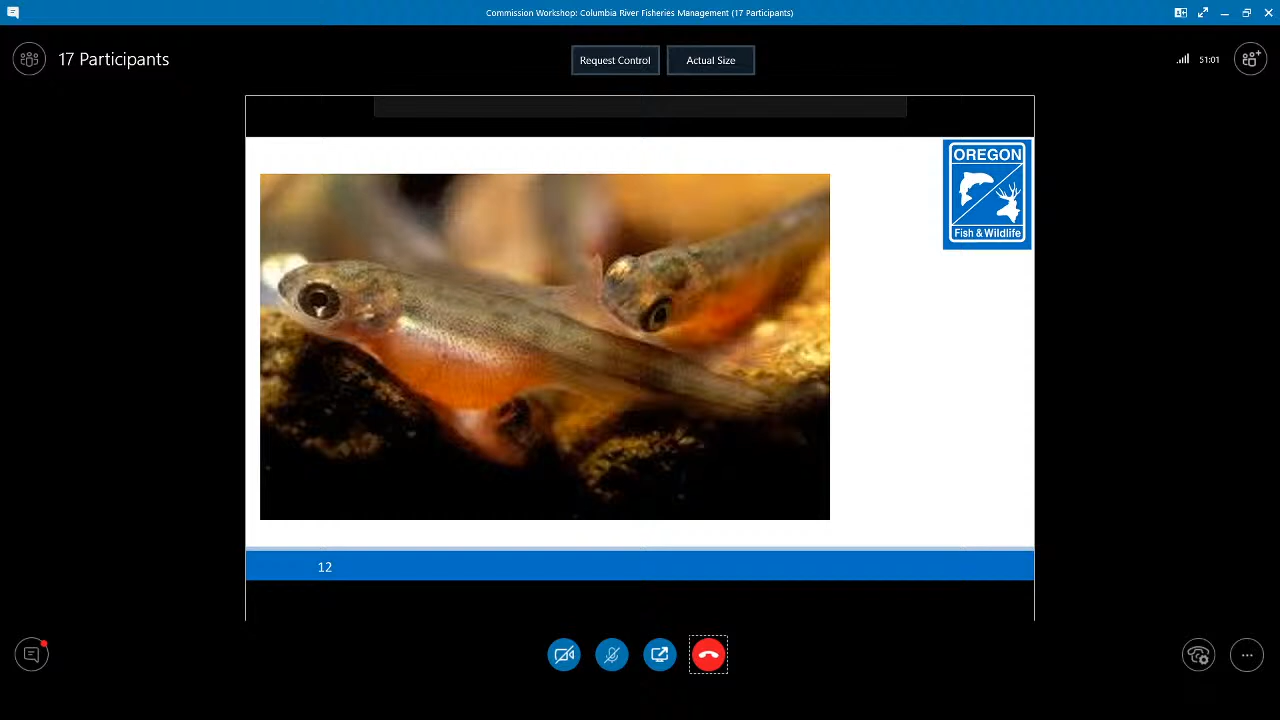 Commission Workshop: Columbia River Fisheries Management (17 Participants)
17 Participants
Request Control
Actual Size
51:01
OREGON
Fish & Wildlife
12